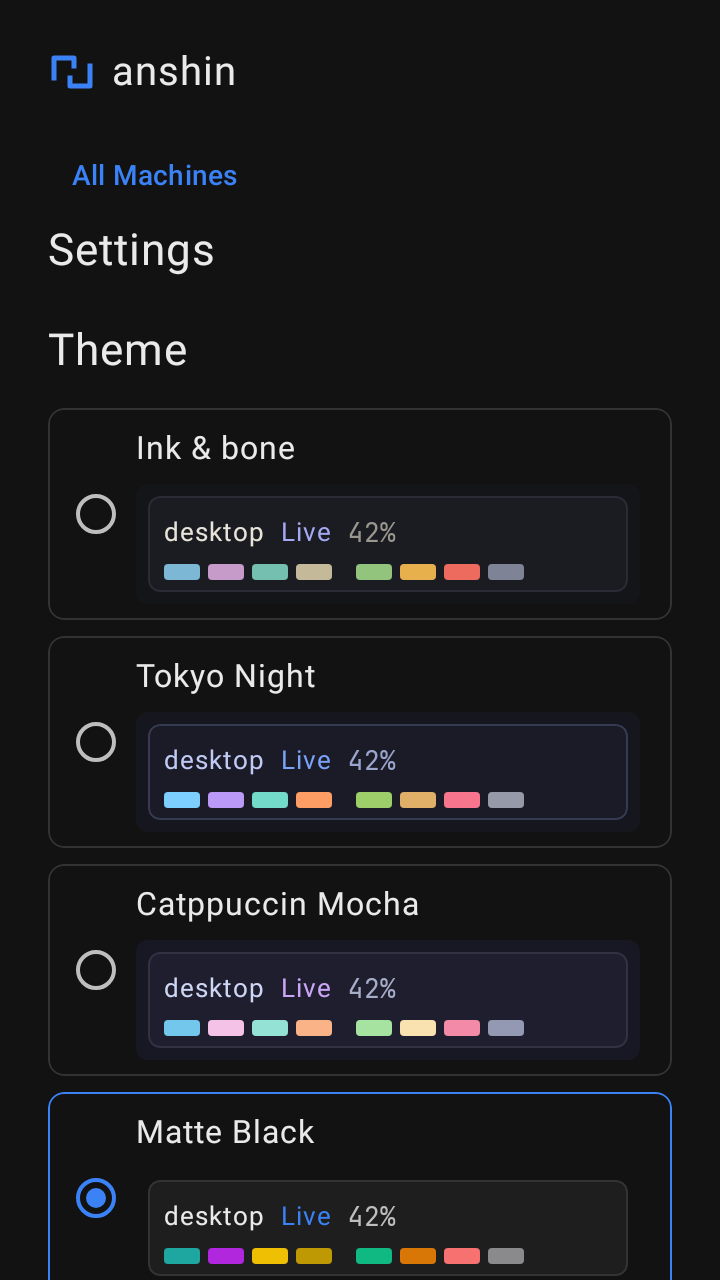 anshin
All Machines
Settings
Theme
Ink & bone
desktop Live 42%
Tokyo Night
desktop Live 42%
Catppuccin Mocha
desktop Live 42%
Matte Black
desktop Live 42%